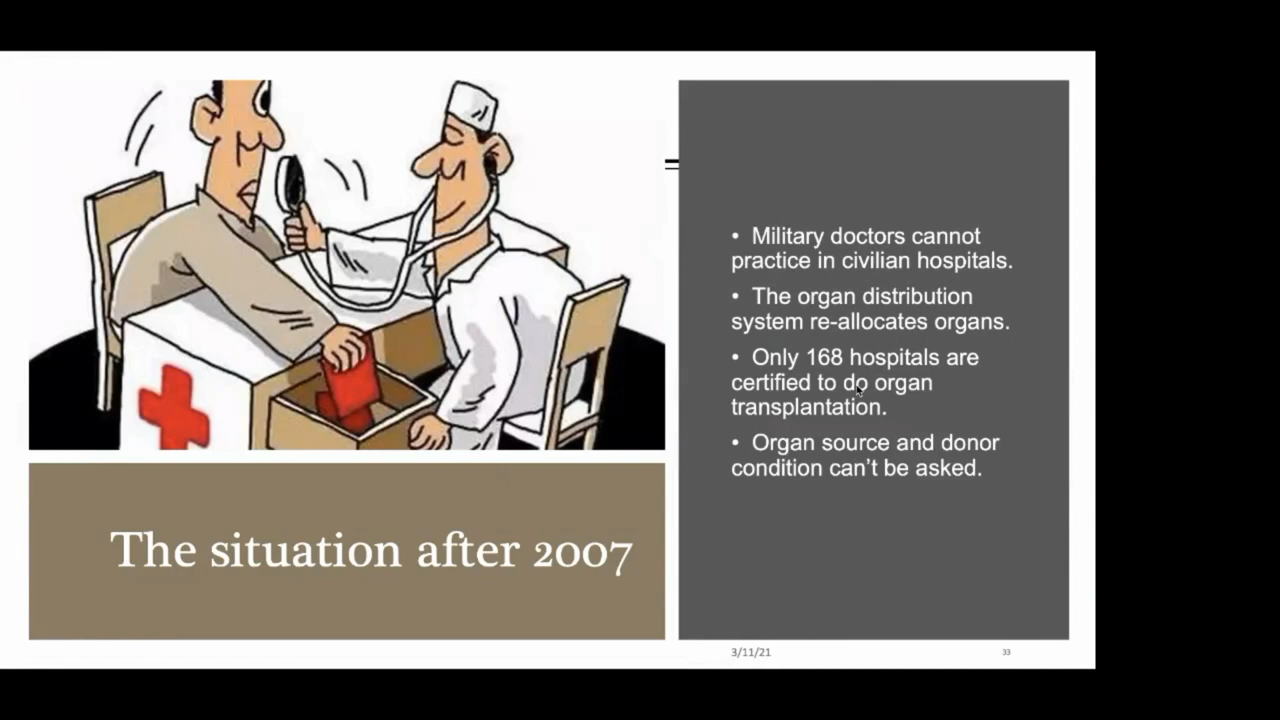 • Military doctors cannot
practice in civilian hospitals.
• The organ distribution
system re-allocates organs.
• Only 168 hospitals are
certified to do organ
transplantation.
• Organ source and donor
condition can’t be asked.
The situation after 2007
3/11/21
33